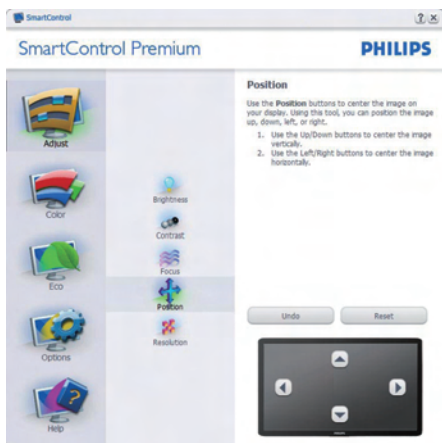 SmartControl
SmartControl Premium
PHILIPS
Adjust
Color
Eco
Options
Help
Brightness
Contrast
Focus
Position
Resolution
Position
Use the Position buttons to center the image on
your display. Using this tool, you can position the image
up, down, left, or right.
1. Use the Up/Down buttons to center the image
vertically.
2. Use the Left/Right buttons to center the image
horizontally.
Undo
Reset
PHILIPS